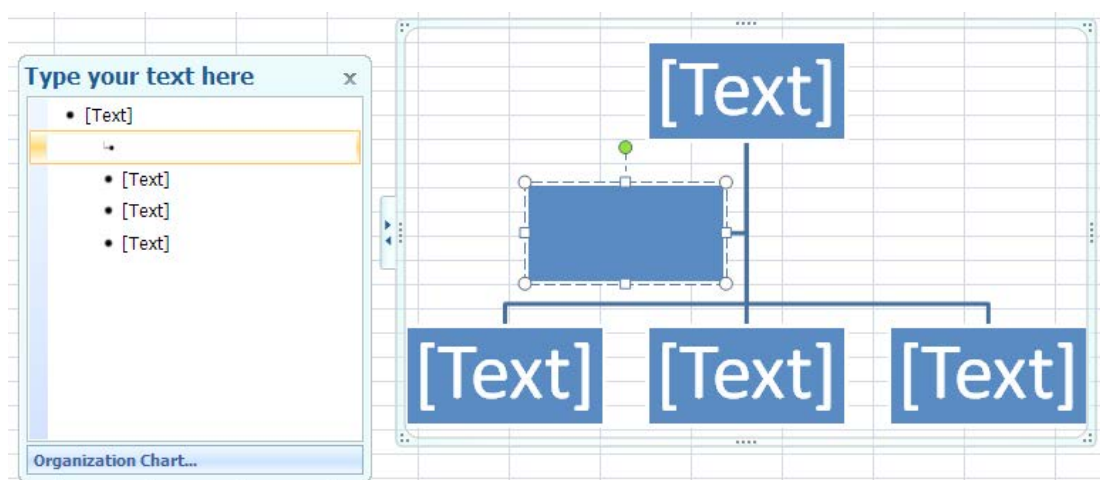 Type your text here x
[Text]
[Text]
[Text]
[Text]
Organization Chart...
[Text]
[Text] [Text] [Text]